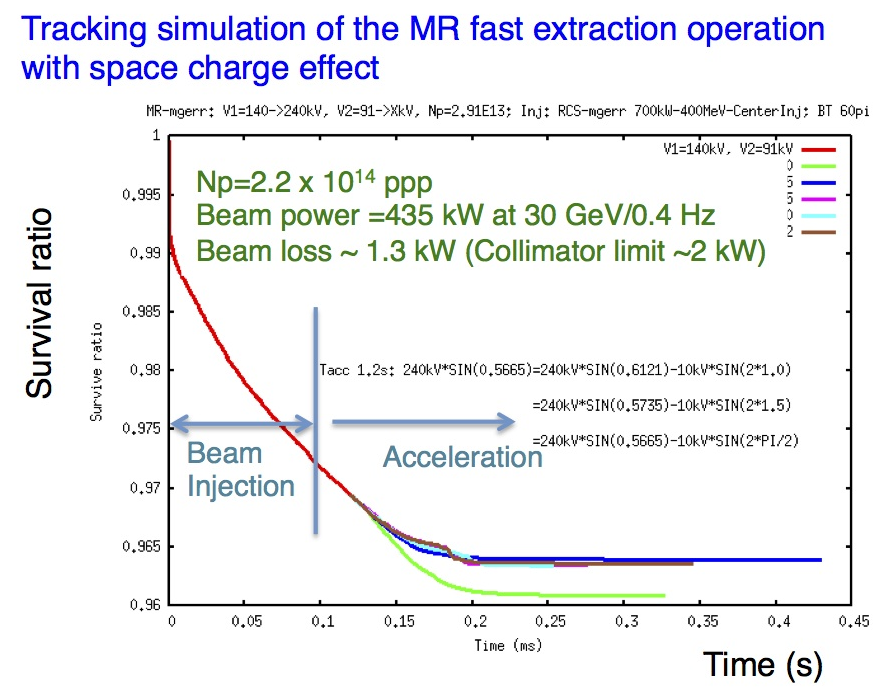 Tracking simulation of the MR fast extraction operation
with space charge effect
MR-mgerr: V1=140->240kV, V2=91->XkV, Np=2.91E13; Inj: RCS-mgerr 700kW-400MeV-CenterInj; BT 60pi
V1=140kV, V2=91kV
0
5
5
0
2
Np=2.2 x 10¹⁴ ppp
Beam power =435 kW at 30 GeV/0.4 Hz
Beam loss ~ 1.3 kW (Collimator limit ~2 kW)
Survival ratio
Survive ratio
1
0.995
0.99
0.985
0.98
0.975
0.97
0.965
0.96
Tacc 1.2s: 240kV*SIN(0.5665)=240kV*SIN(0.6121)-10kV*SIN(2*1.0)
=240kV*SIN(0.5735)-10kV*SIN(2*1.5)
=240kV*SIN(0.5665)-10kV*SIN(2*PI/2)
Beam
Injection
Acceleration
0 0.05 0.1 0.15 0.2 0.25 0.3 0.35 0.4 0.45
Time (ms)
Time (s)